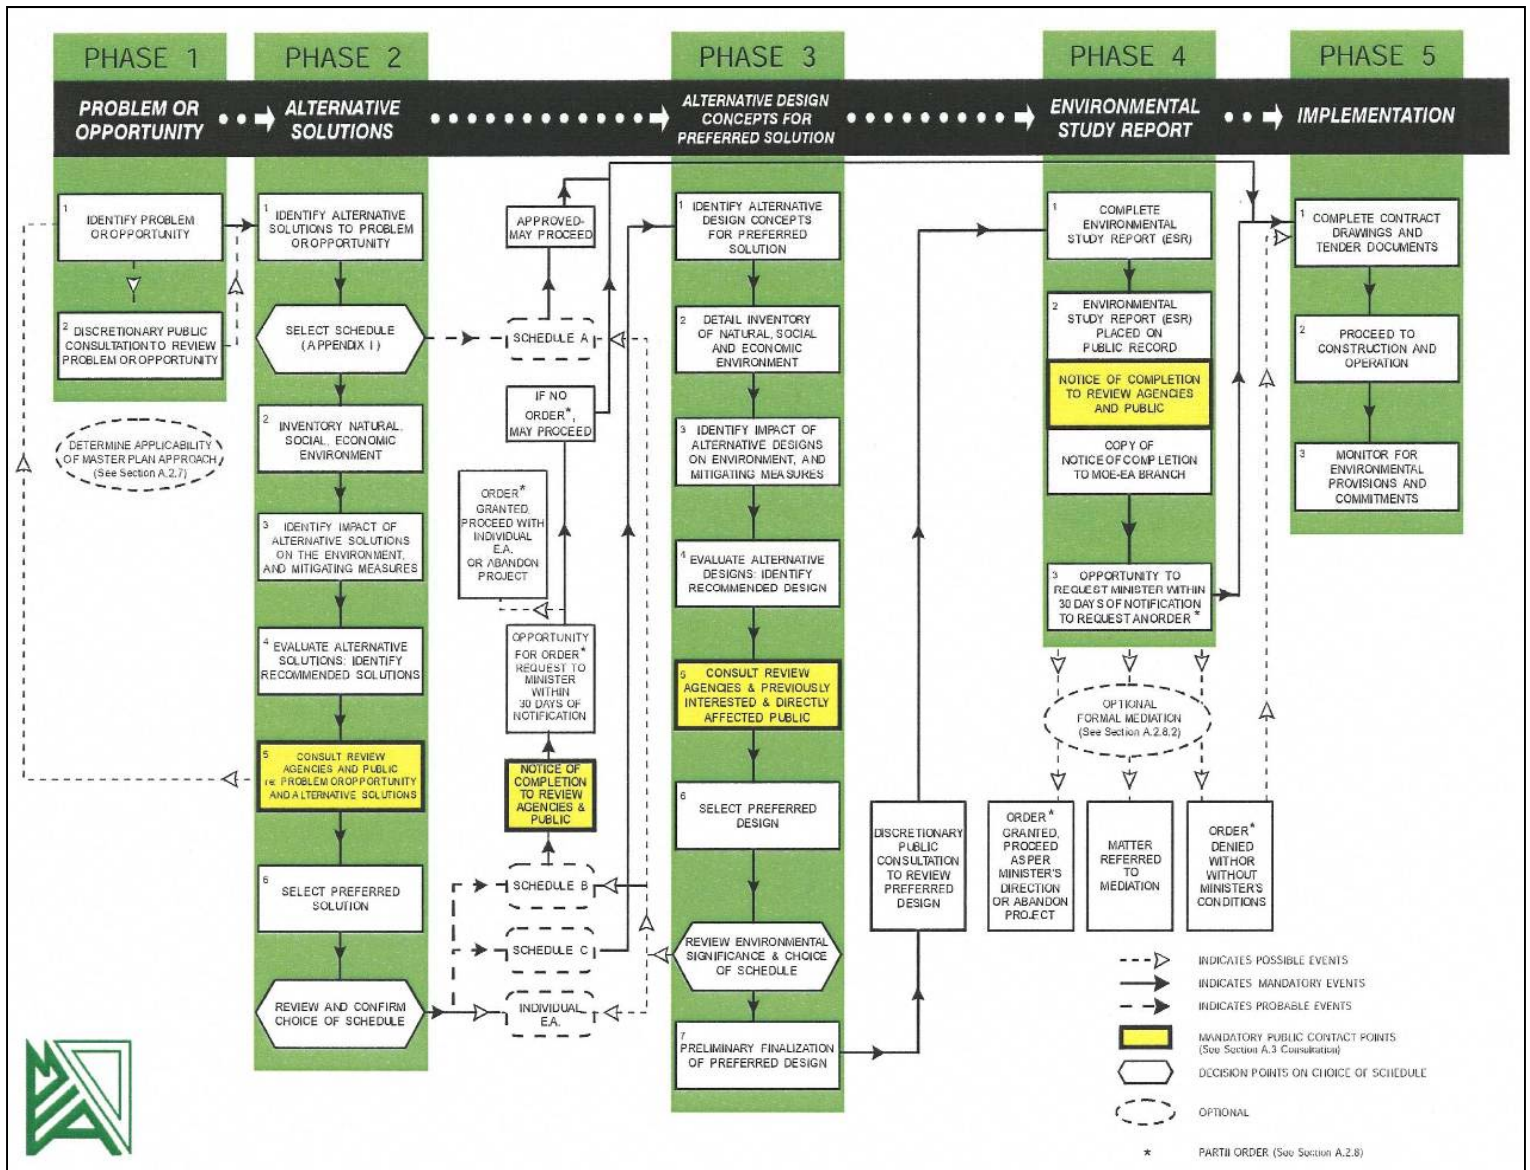 PHASE 1
PHASE 2
PHASE 3
PHASE 4
PHASE 5
PROBLEM OR
OPPORTUNITY
ALTERNATIVE
SOLUTIONS
ALTERNATIVE DESIGN
CONCEPTS FOR
PREFERRED SOLUTION
ENVIRONMENTAL
STUDY REPORT
IMPLEMENTATION
1
IDENTIFY PROBLEM
OR OPPORTUNITY
2
DISCRETIONARY PUBLIC
CONSULTATION TO REVIEW
PROBLEM OR OPPORTUNITY
DETERMINE APPLICABILITY
OF MASTER PLAN APPROACH
(See Section A.2.7)
1
IDENTIFY ALTERNATIVE
SOLUTIONS TO PROBLEM
OR OPPORTUNITY
SELECT SCHEDULE
(APPENDIX I)
2
INVENTORY NATURAL,
SOCIAL, ECONOMIC
ENVIRONMENT
3
IDENTIFY IMPACT OF
ALTERNATIVE SOLUTIONS
ON THE ENVIRONMENT,
AND MITIGATING MEASURES
4
EVALUATE ALTERNATIVE
SOLUTIONS: IDENTIFY
RECOMMENDED SOLUTIONS
5
CONSULT REVIEW
AGENCIES AND PUBLIC
re: PROBLEM OR OPPORTUNITY
AND ALTERNATIVE SOLUTIONS
6
SELECT PREFERRED
SOLUTION
REVIEW AND CONFIRM
CHOICE OF SCHEDULE
APPROVED-
MAY PROCEED
SCHEDULE A
IF NO
ORDER*,
MAY PROCEED
ORDER*
GRANTED,
PROCEED WITH
INDIVIDUAL
E.A.
OR ABANDON
PROJECT
OPPORTUNITY
FOR ORDER*
REQUEST TO
MINISTER
WITHIN
30 DAYS OF
NOTIFICATION
NOTICE OF
COMPLETION
TO REVIEW
AGENCIES &
PUBLIC
SCHEDULE B
SCHEDULE C
INDIVIDUAL
E.A.
1
IDENTIFY ALTERNATIVE
DESIGN CONCEPTS
FOR PREFERRED
SOLUTION
2
DETAIL INVENTORY
OF NATURAL, SOCIAL
AND ECONOMIC
ENVIRONMENT
3
IDENTIFY IMPACT OF
ALTERNATIVE DESIGNS
ON ENVIRONMENT, AND
MITIGATING MEASURES
4
EVALUATE ALTERNATIVE
DESIGNS: IDENTIFY
RECOMMENDED DESIGN
5
CONSULT REVIEW
AGENCIES & PREVIOUSLY
INTERESTED & DIRECTLY
AFFECTED PUBLIC
6
SELECT PREFERRED
DESIGN
REVIEW ENVIRONMENTAL
SIGNIFICANCE & CHOICE
OF SCHEDULE
7
PRELIMINARY FINALIZATION
OF PREFERRED DESIGN
DISCRETIONARY
PUBLIC
CONSULTATION
TO REVIEW
PREFERRED
DESIGN
1
COMPLETE
ENVIRONMENTAL
STUDY REPORT (ESR)
2
ENVIRONMENTAL
STUDY REPORT (ESR)
PLACED ON
PUBLIC RECORD
NOTICE OF COMPLETION
TO REVIEW AGENCIES
AND PUBLIC
COPY OF
NOTICE OF COMPLETION
TO MOE-EA BRANCH
3
OPPORTUNITY TO
REQUEST MINISTER WITHIN
30 DAYS OF NOTIFICATION
TO REQUEST AN ORDER *
OPTIONAL
FORMAL MEDIATION
(See Section A.2.8.2)
ORDER*
GRANTED,
PROCEED
AS PER
MINISTER'S
DIRECTION
OR ABANDON
PROJECT
MATTER
REFERRED
TO
MEDIATION
ORDER*
DENIED
WITH OR
WITHOUT
MINISTER'S
CONDITIONS
1
COMPLETE CONTRACT
DRAWINGS AND
TENDER DOCUMENTS
2
PROCEED TO
CONSTRUCTION AND
OPERATION
3
MONITOR FOR
ENVIRONMENTAL
PROVISIONS AND
COMMITMENTS
INDICATES POSSIBLE EVENTS
INDICATES MANDATORY EVENTS
INDICATES PROBABLE EVENTS
MANDATORY PUBLIC CONTACT POINTS
(See Section A.3 Consultation)
DECISION POINTS ON CHOICE OF SCHEDULE
OPTIONAL
* PART II ORDER (See Section A.2.8)
MEA